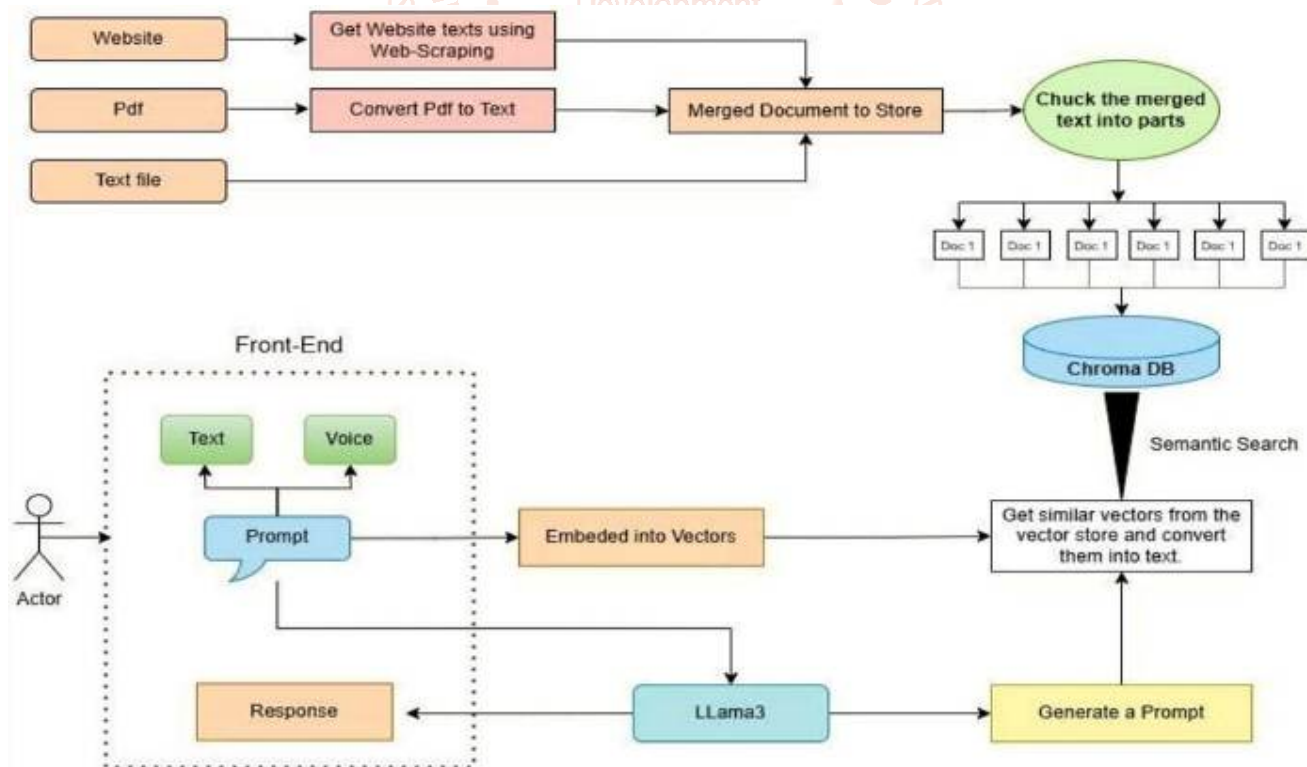 Development
Website
Get Website texts using
Web-Scraping
Pdf
Convert Pdf to Text
Merged Document to Store
Chuck the merged
text into parts
Text file
Doc 1
Doc 1
Doc 1
Doc 1
Doc 1
Doc 1
Chroma DB
Semantic Search
Front-End
Text
Voice
Prompt
Embeded into Vectors
Get similar vectors from the
vector store and convert
them into text.
Actor
Response
LLama3
Generate a Prompt